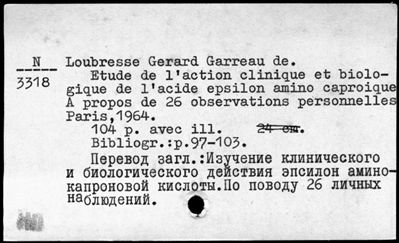 N Loubresse Gerard Garreau de.
3318 Etude de l'action clinique et biolo-
gique de l'acide epsilon amino caproique
A propos de 26 observations personnelles
Paris,1964.
104 p. avec ill. 24 cm.
Bibliogr.:p.97-103.
Перевод загл.:Изучение клинического
и биологического действия эпсилон амино-
капроновой кислоты.По поводу 26 личных
наблюдений.